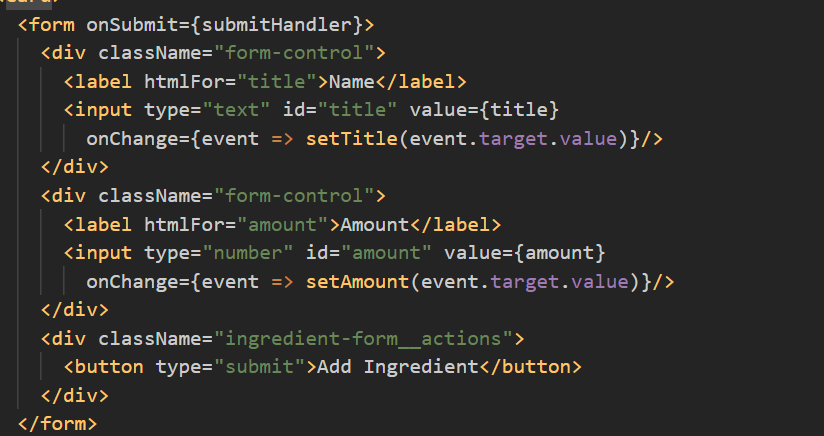 <form onSubmit={submitHandler}>
<div className="form-control">
<label htmlFor="title">Name</label>
<input type="text" id="title" value={title}
onChange={event => setTitle(event.target.value)}/>
</div>
<div className="form-control">
<label htmlFor="amount">Amount</label>
<input type="number" id="amount" value={amount}
onChange={event => setAmount(event.target.value)}/>
</div>
<div className="ingredient-form__actions">
<button type="submit">Add Ingredient</button>
</div>
</form>